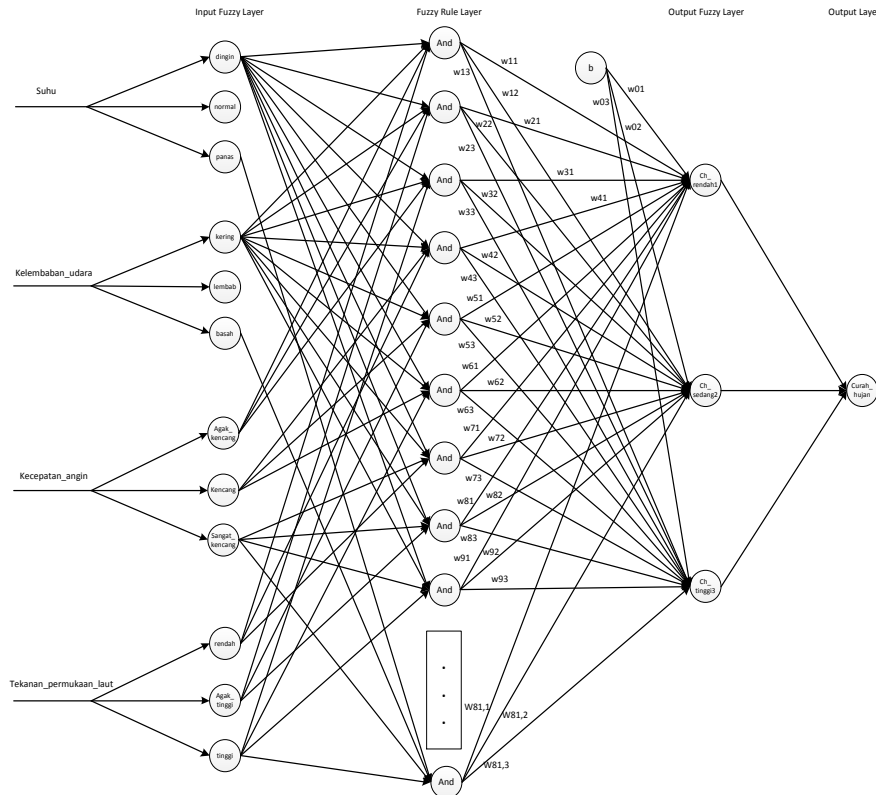 Input Fuzzy Layer
Fuzzy Rule Layer
Output Fuzzy Layer
Output Laye
Suhu
dingin
normal
panas
Kelembaban_udara
kering
lembab
basah
Kecepatan_angin
Agak_
kencang
Kencang
Sangat_
kencang
Tekanan_permukaan_laut
rendah
Agak_
tinggi
tinggi
And
And
And
And
And
And
And
And
And
.
.
.
And
w11
w13
w12
w21
w22
w23
w31
w32
w33
w41
w42
w43
w51
w52
w53
w61
w62
w63
w71
w72
w73
w81
w82
w83
w91
w92
w93
W81,1
W81,2
W81,3
b
w01
w03
w02
Ch_
rendah1
Ch_
sedang2
Ch_
tinggi3
Curah_
hujan